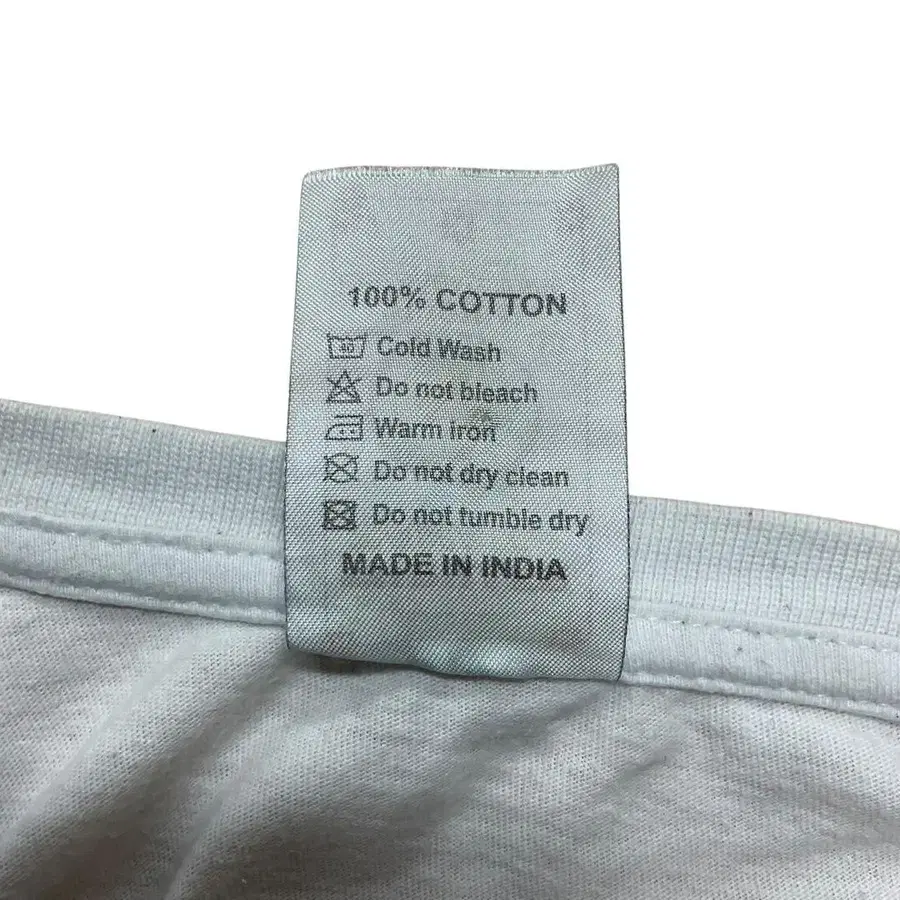 100% COTTON
40 Cold Wash
Do not bleach
Warm iron
Do not dry clean
Do not tumble dry
MADE IN INDIA